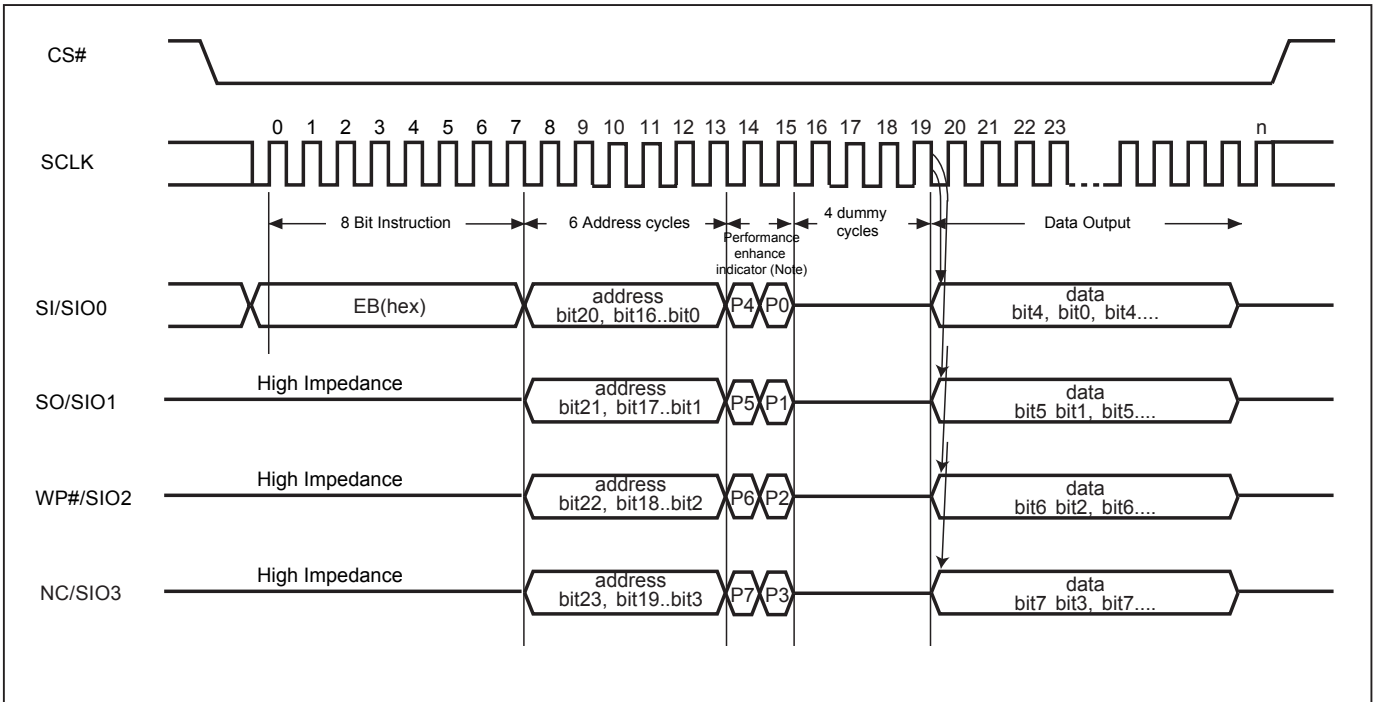 CS#
0 1 2 3 4 5 6 7 8 9 10 11 12 13 14 15 16 17 18 19 20 21 22 23 n
SCLK
8 Bit Instruction
6 Address cycles
Performance
enhance
indicator (Note)
4 dummy
cycles
Data Output
SI/SIO0
EB(hex)
address
bit20, bit16..bit0
P4 P0
data
bit4, bit0, bit4....
SO/SIO1
High Impedance
address
bit21, bit17..bit1
P5 P1
data
bit5 bit1, bit5....
WP#/SIO2
High Impedance
address
bit22, bit18..bit2
P6 P2
data
bit6 bit2, bit6....
NC/SIO3
High Impedance
address
bit23, bit19..bit3
P7 P3
data
bit7 bit3, bit7....